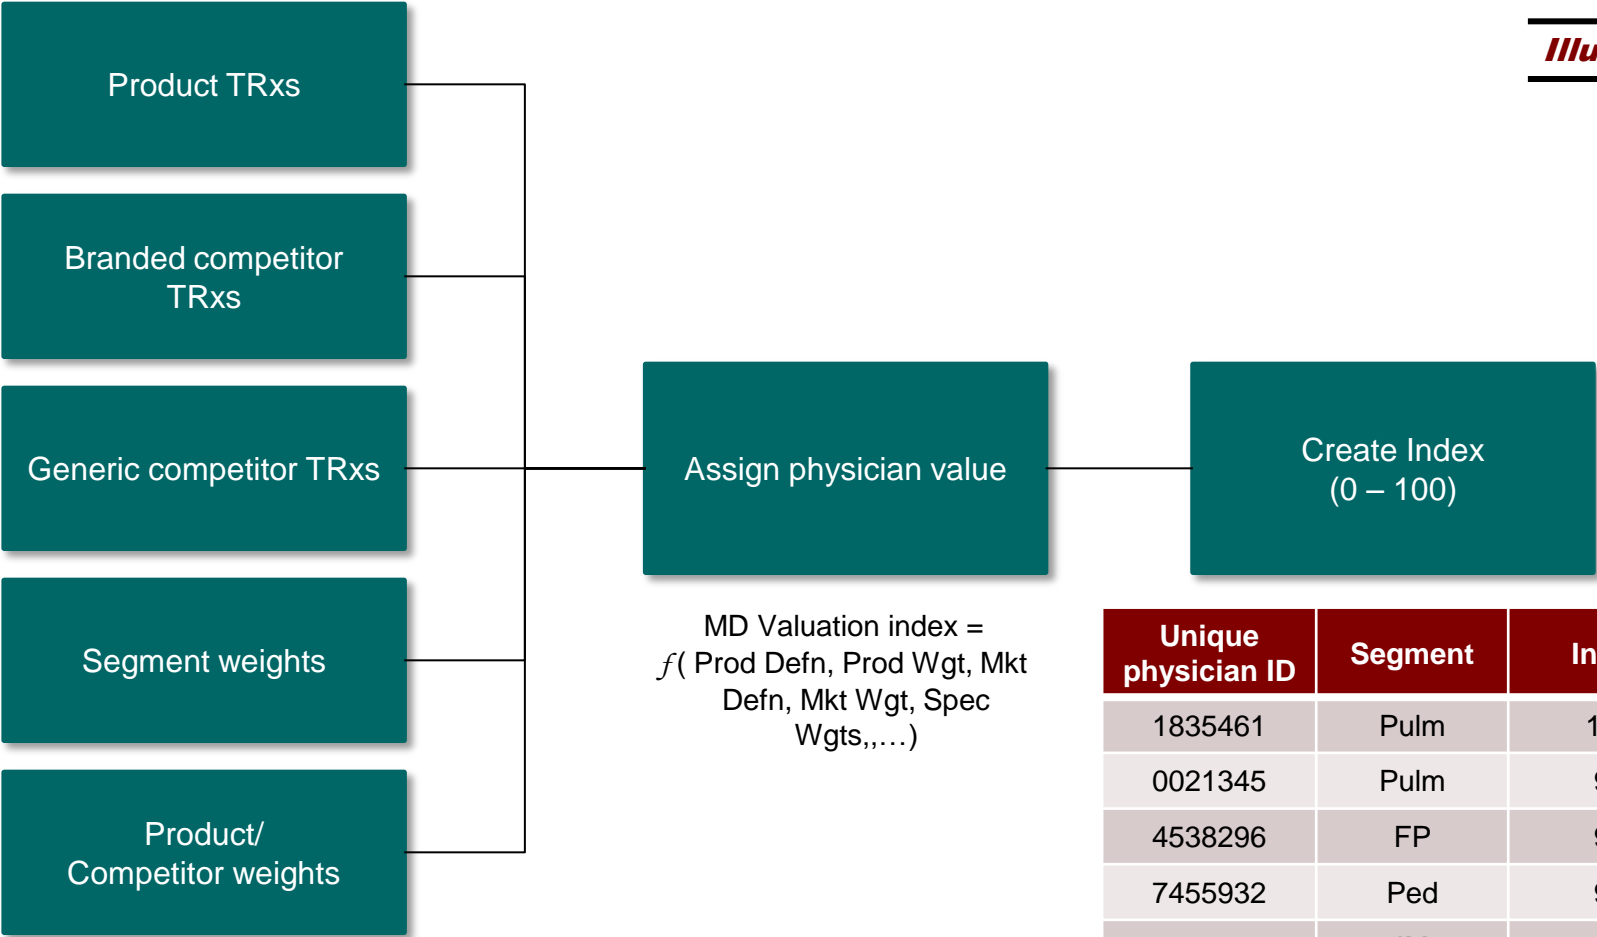 Product TRxs
Branded competitor
TRxs
Generic competitor TRxs
Segment weights
Product/
Competitor weights
Assign physician value
MD Valuation index =
f( Prod Defn, Prod Wgt, Mkt
Defn, Mkt Wgt, Spec
Wgts,,…)
Create Index
(0 – 100)
Unique
physician ID
Segment
1835461 Pulm
0021345 Pulm
4538296 FP
7455932 Ped